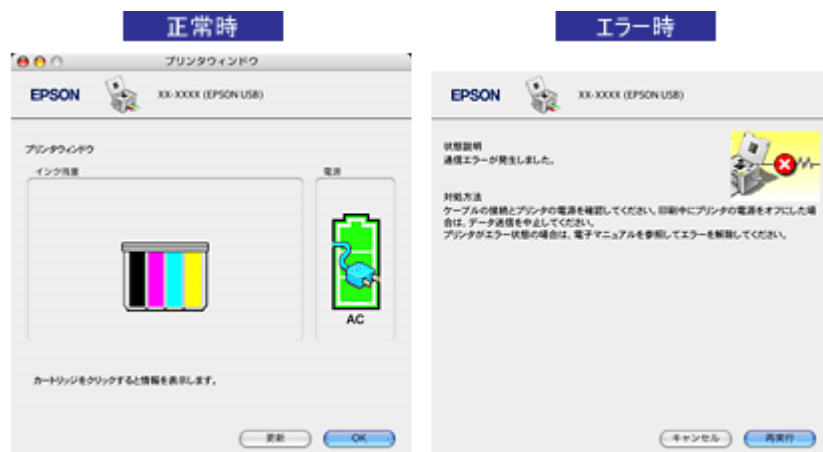 正常時
プリンタウィンドウ
EPSON
XX-XXXX (EPSON USB)
プリンタウィンドウ
インク残量
電源
AC
カートリッジをクリックすると情報を表示します。
更新
OK
エラー時
EPSON
XX-XXXX (EPSON USB)
状態説明
通信エラーが発生しました。
対処方法
ケーブルの接続とプリンタの電源を確認してください。印刷中にプリンタの電源をオフにした場
合は、データ送信を中止してください。
プリンタがエラー状態の場合は、電子マニュアルを参照してエラーを解除してください。
キャンセル
再実行